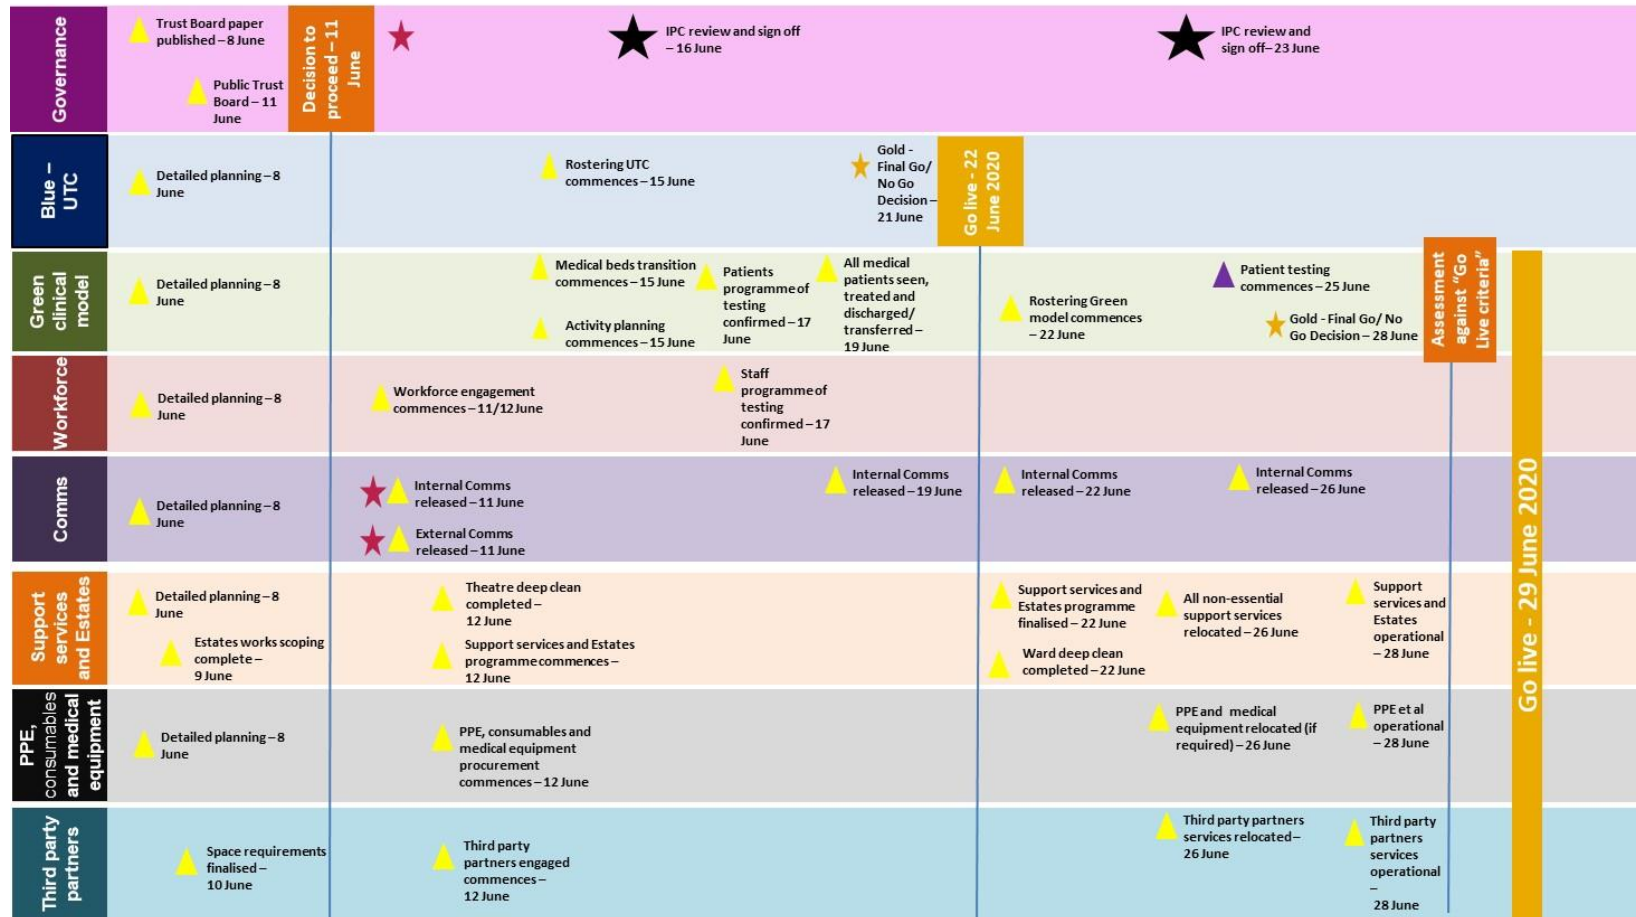 Governance
Trust Board paper
published – 8 June
Public Trust
Board – 11
June
Decision to
proceed – 11
June
IPC review and sign off
– 16 June
IPC review and
sign off– 23 June
Blue –
UTC
Detailed planning – 8
June
Rostering UTC
commences – 15 June
Gold -
Final Go/
No Go
Decision –
21 June
Go live - 22
June 2020
Green
clinical
model
Detailed planning – 8
June
Medical beds transition
commences – 15 June
Activity planning
commences – 15 June
Patients
programme of
testing
confirmed – 17
June
All medical
patients seen,
treated and
discharged/
transferred –
19 June
Rostering Green
model commences
– 22 June
Patient testing
commences – 25 June
Gold - Final Go/ No
Go Decision – 28 June
Assessment
against "Go
Live criteria”
Workforce
Detailed planning – 8
June
Workforce engagement
commences – 11/12 June
Staff
programme of
testing
confirmed – 17
June
Comms
Detailed planning – 8
June
Internal Comms
released – 11 June
External Comms
released – 11 June
Internal Comms
released – 19 June
Internal Comms
released – 22 June
Internal Comms
released – 26 June
Support
services
and Estates
Detailed planning – 8
June
Estates works scoping
complete –
9 June
Theatre deep clean
completed –
12 June
Support services and Estates
programme commences –
12 June
Support services and
Estates programme
finalised – 22 June
Ward deep clean
completed – 22 June
All non-essential
support services
relocated – 26 June
Support
services and
Estates
operational
– 28 June
PPE,
consumables
and medical
equipment
Detailed planning – 8
June
PPE, consumables and
medical equipment
procurement
commences – 12 June
PPE and medical
equipment relocated (if
required) – 26 June
PPE et al
operational
– 28 June
Third party
partners
Space requirements
finalised –
10 June
Third party
partners engaged
commences –
12 June
Third party partners
services relocated –
26 June
Third party
partners
services
operational
–
28 June
Go live - 29 June 2020